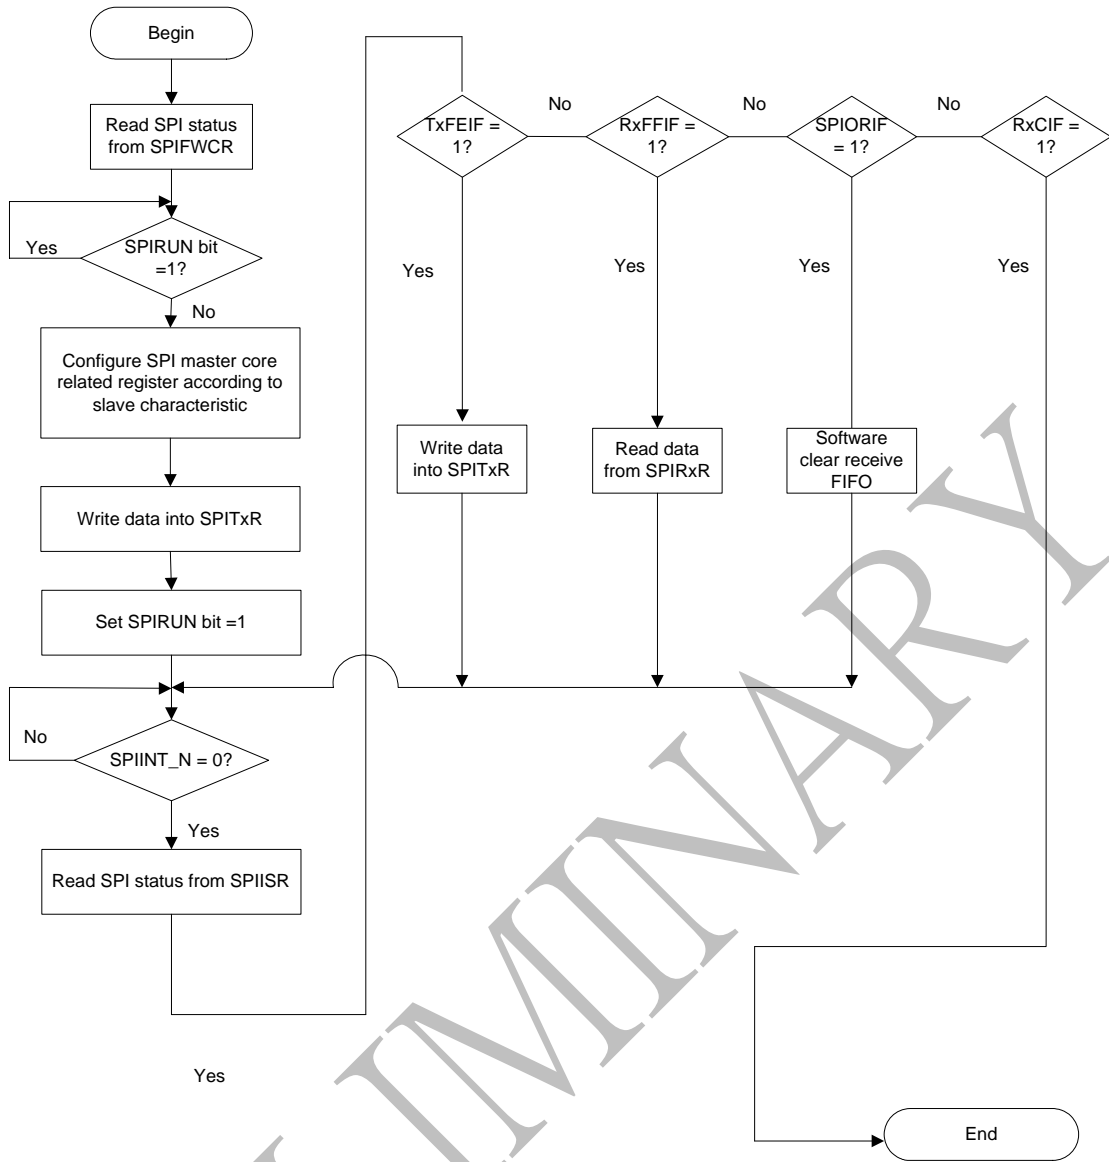 Begin
Read SPI status
from SPIFWCR
Yes
SPIRUN bit
=1?
No
Configure SPI master core
related register according to
slave characteristic
Write data into SPITxR
Set SPIRUN bit =1
No
SPIINT_N = 0?
Yes
Read SPI status from SPIISR
Yes
TxFEIF =
1?
No
RxFFIF =
1?
No
SPIORIF
= 1?
No
RxCIF =
1?
Yes
Yes
Yes
Yes
Write data
into SPITxR
Read data
from SPIRxR
Software
clear receive
FIFO
End
IMINARY